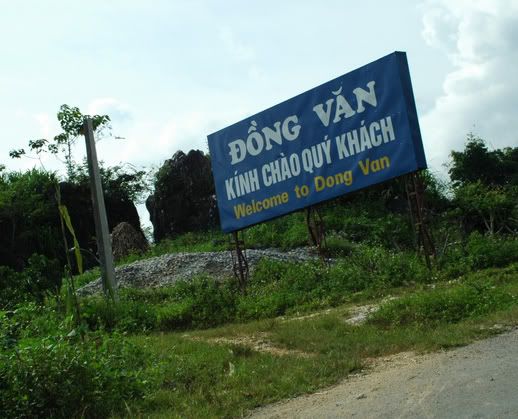 ĐỒNG VĂN
KÍNH CHÀO QUÝ KHÁCH
Welcome to Dong Van